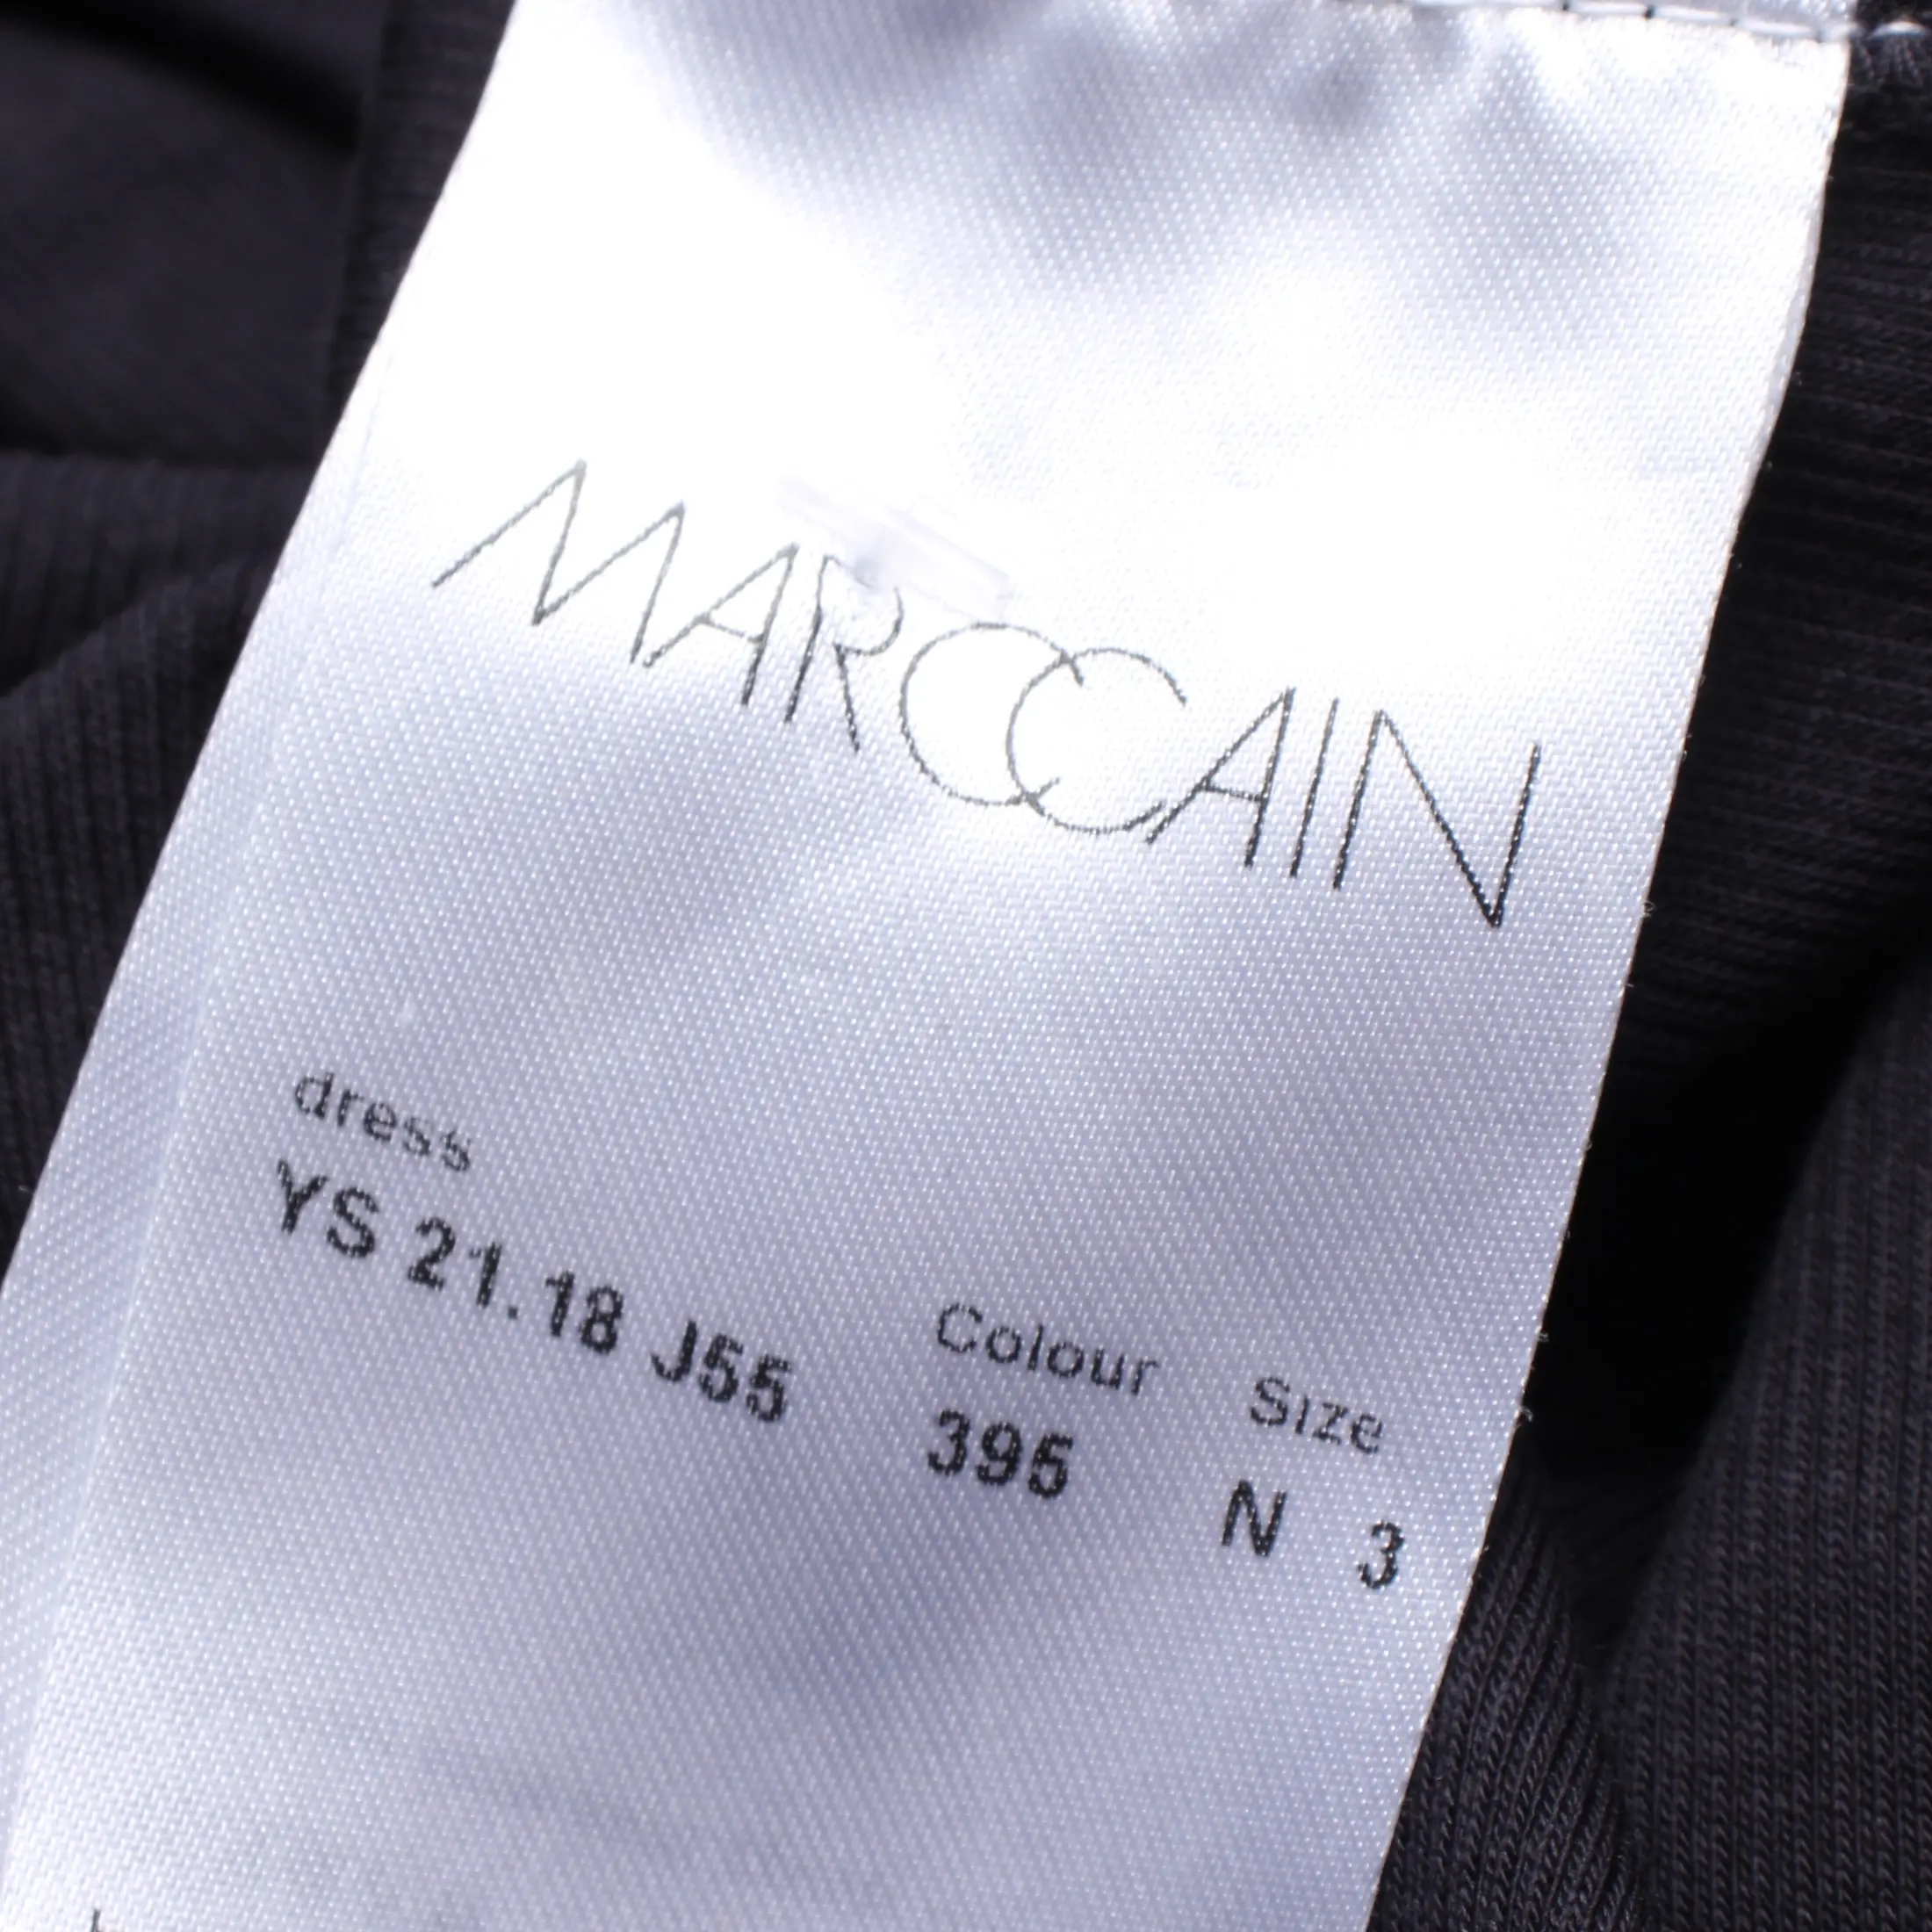 MARCCAIN
dress
YS 21.18 J55
Colour
395
Size
N 3